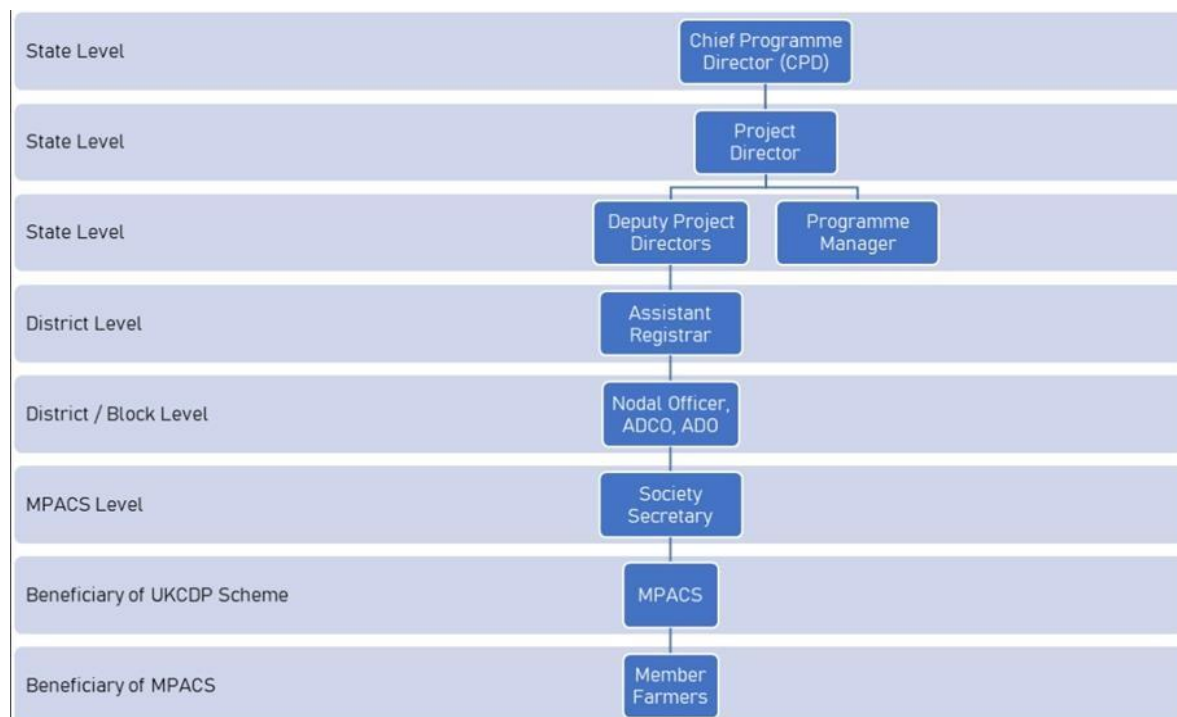 State Level
Chief Programme
Director (CPD)
State Level
Project
Director
State Level
Deputy Project
Directors
Programme
Manager
District Level
Assistant
Registrar
District / Block Level
Nodal Officer,
ADCO, ADO
MPACS Level
Society
Secretary
Beneficiary of UKCDP Scheme
MPACS
Beneficiary of MPACS
Member
Farmers